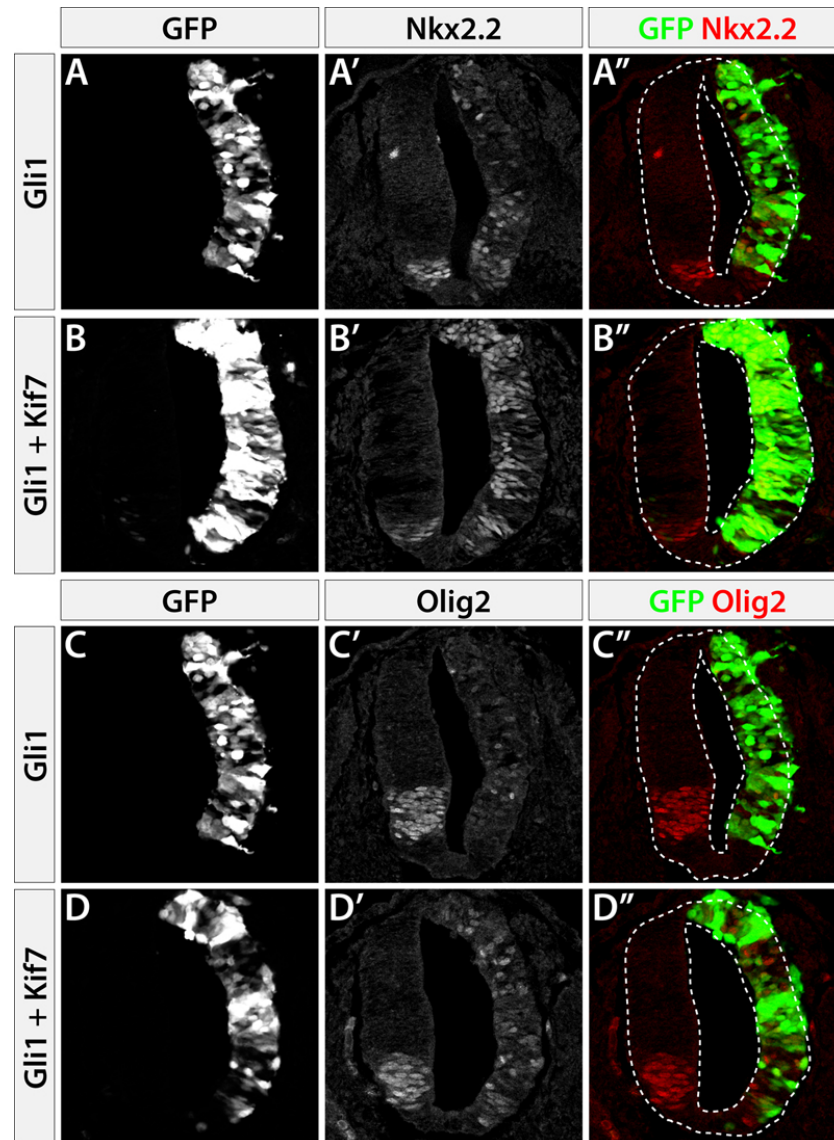 GFP Nkx2.2 GFP Nkx2.2
Gli1
A A′ A″
Gli1 + Kif7
B B′ B″
GFP Olig2 GFP Olig2
Gli1
C C′ C″
Gli1 + Kif7
D D′ D″